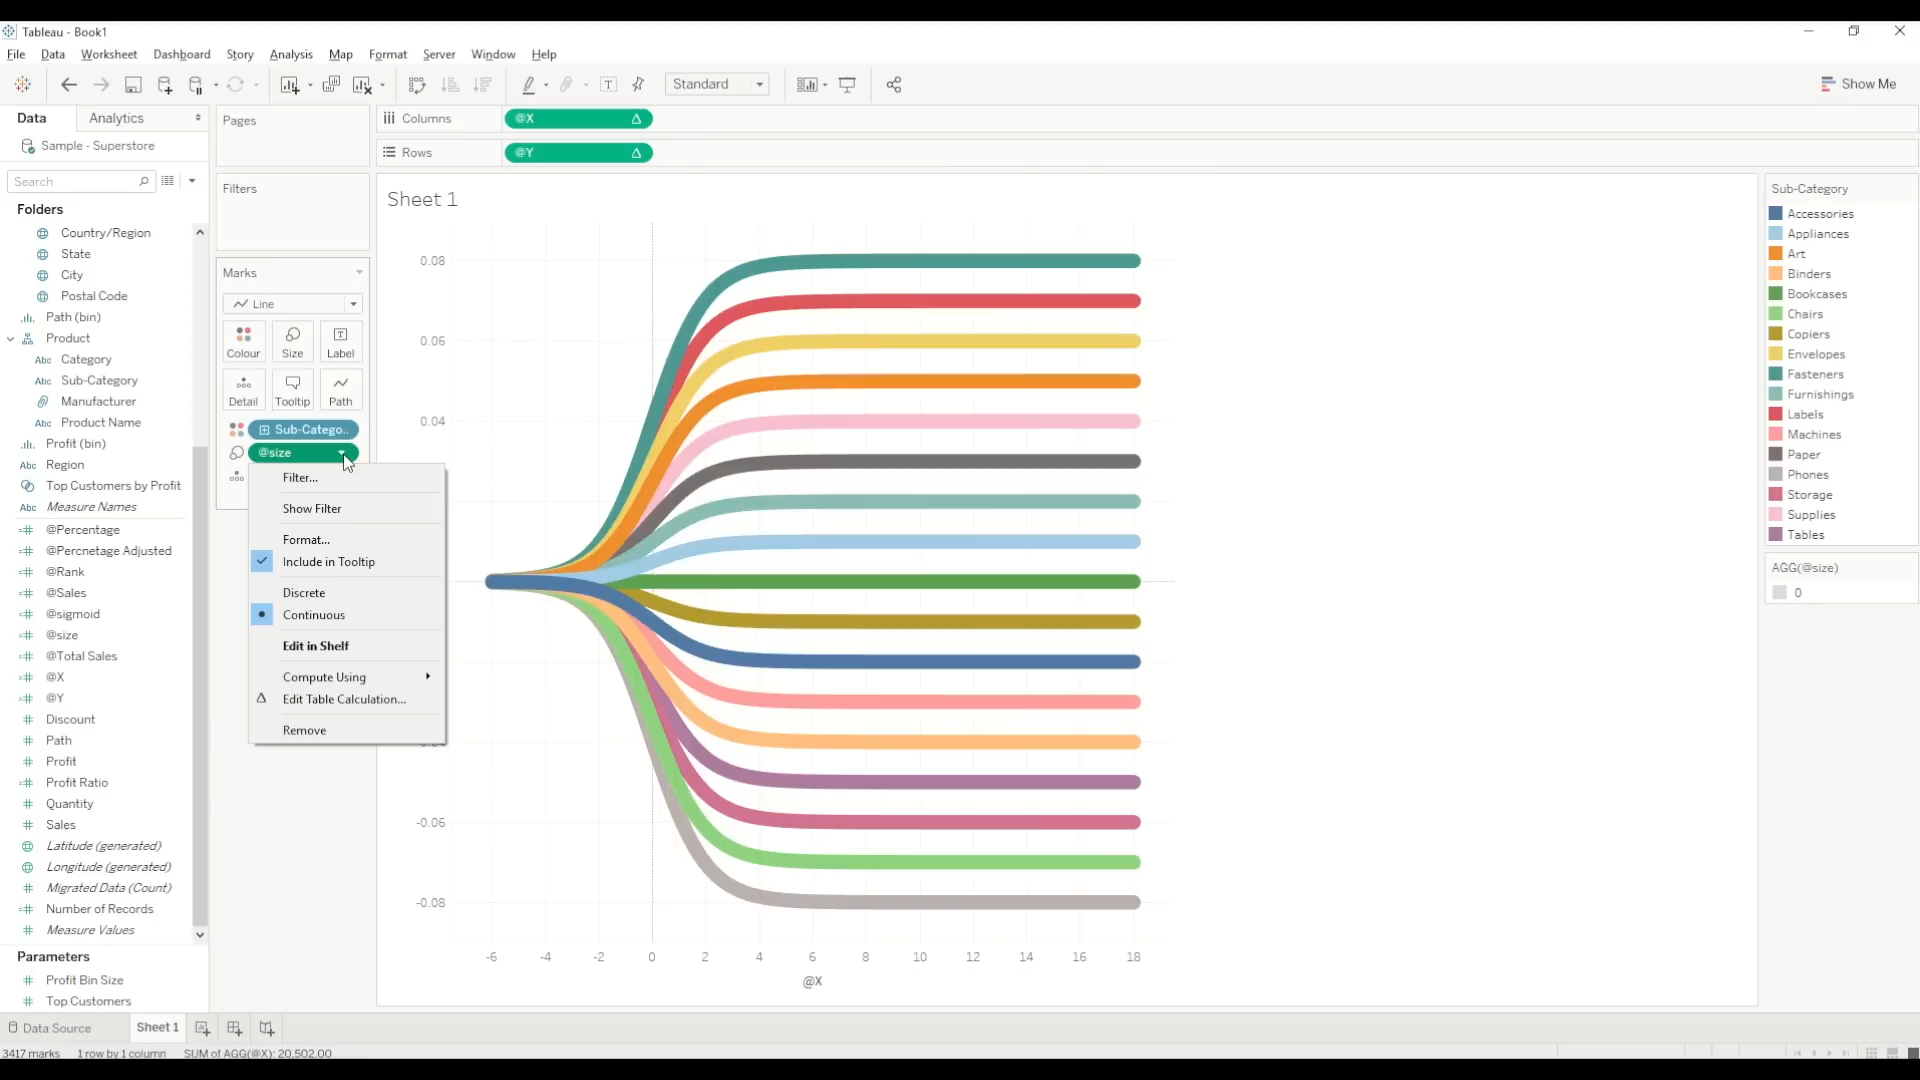 Tableau - Book1
File Data Worksheet Dashboard Story Analysis Map Format Server Window Help
Standard
Show Me
Data Analytics
Sample - Superstore
Search
Folders
Country/Region
State
City
Postal Code
Path (bin)
Product
Abc Category
Abc Sub-Category
Manufacturer
Abc Product Name
Profit (bin)
Abc Region
Top Customers by Profit
Abc Measure Names
@Percentage
@Percnetage Adjusted
@Rank
@Sales
@sigmoid
@size
@Total Sales
@X
@Y
Discount
Path
Profit
Profit Ratio
Quantity
Sales
Latitude (generated)
Longitude (generated)
Migrated Data (Count)
Number of Records
Measure Values
Parameters
Profit Bin Size
Top Customers
Pages
Filters
Marks
Line
Colour Size Label
Detail Tooltip Path
Sub-Catego..
@size
Filter...
Show Filter
Format...
Include in Tooltip
Discrete
Continuous
Edit in Shelf
Compute Using
Edit Table Calculation...
Remove
Columns @X
Rows @Y
Sheet 1
0.08
0.06
0.04
-0.06
-0.08
-6 -4 -2 0 2 4 6 8 10 12 14 16 18
@X
Sub-Category
Accessories
Appliances
Art
Binders
Bookcases
Chairs
Copiers
Envelopes
Fasteners
Furnishings
Labels
Machines
Paper
Phones
Storage
Supplies
Tables
AGG(@size)
0
Data Source Sheet 1
3417 marks 1 row by 1 column SUM of AGG(@X): 20,502.00